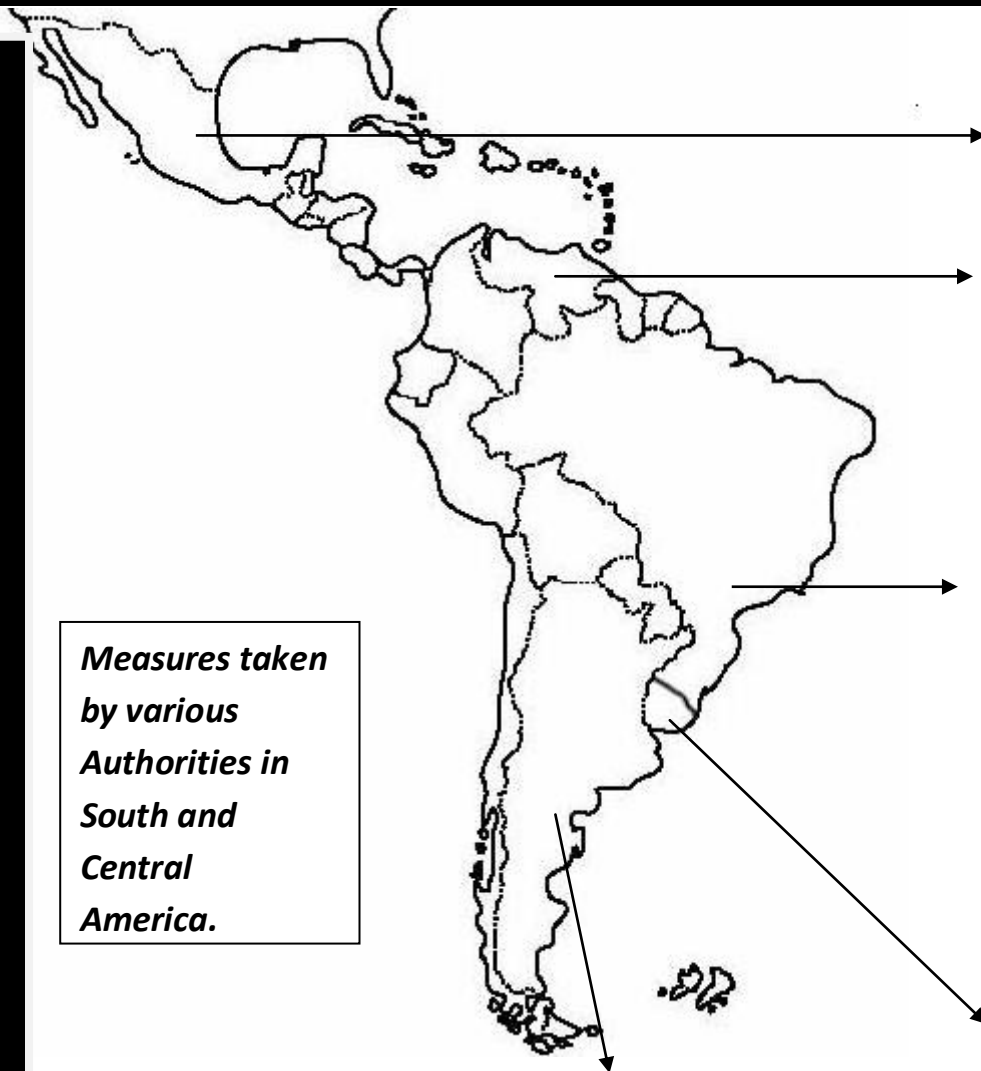 Measures taken
by various
Authorities in
South and
Central
America.